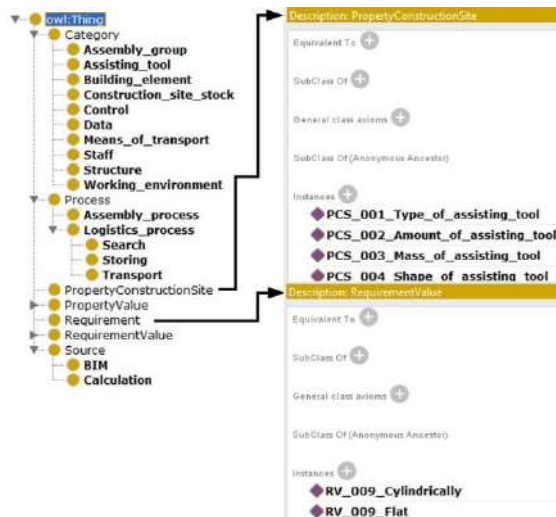 owl:Thing
Category
Assembly_group
Assisting_tool
Building_element
Construction_site_stock
Control
Data
Means_of_transport
Staff
Structure
Working_environment
Process
Assembly_process
Logistics_process
Search
Storing
Transport
PropertyConstructionSite
PropertyValue
Requirement
RequirementValue
Source
BIM
Calculation
Description: PropertyConstructionSite
Equivalent To
SubClass Of
General class axioms
SubClass Of (Anonymous Ancestor)
Instances
PCS_001_Type_of_assisting_tool
PCS_002_Amount_of_assisting_tool
PCS_003_Mass_of_assisting_tool
PCS_004_Shape_of_assisting_tool
Description: RequirementValue
Equivalent To
SubClass Of
General class axioms
SubClass Of (Anonymous Ancestor)
Instances
RV_009_Cylindrically
RV_009_Flat